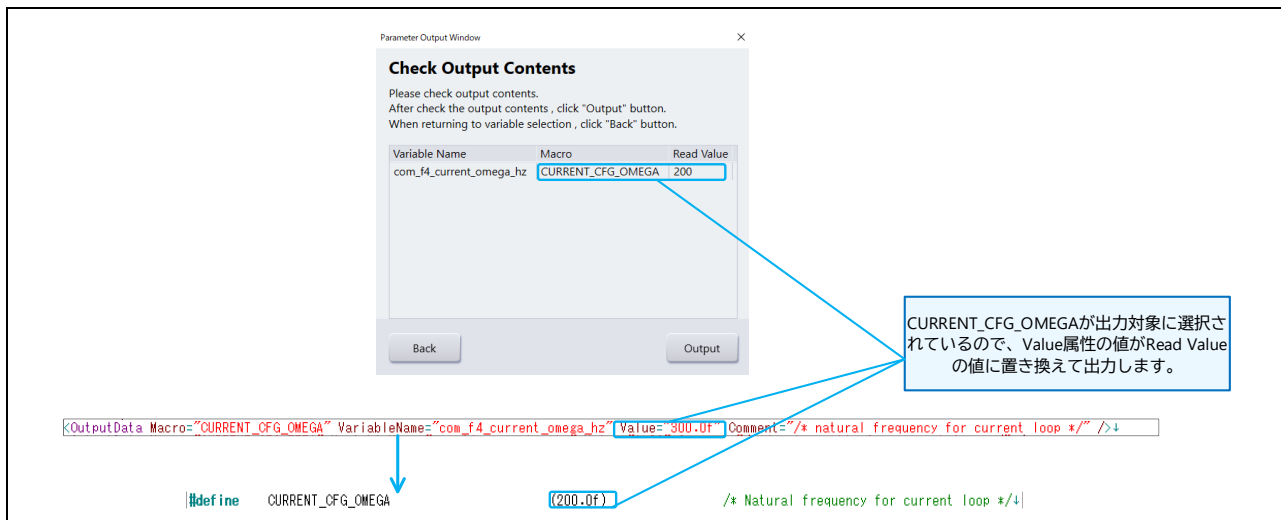 Parameter Output Window
Check Output Contents
Please check output contents.
After check the output contents , click "Output" button.
When returning to variable selection , click "Back" button.
Variable Name Macro Read Value
com_f4_current_omega_hz CURRENT_CFG_OMEGA 200
Back Output
CURRENT_CFG_OMEGAが出力対象に選択さ
れているので、Value属性の値がRead Value
の値に置き換えて出力します。
<OutputData Macro="CURRENT_CFG_OMEGA" VariableName="com_f4_current_omega_hz" Value="300.0f" Comment="/* natural frequency for current loop */" />↓
#define CURRENT_CFG_OMEGA (200.0f) /* Natural frequency for current loop */↓